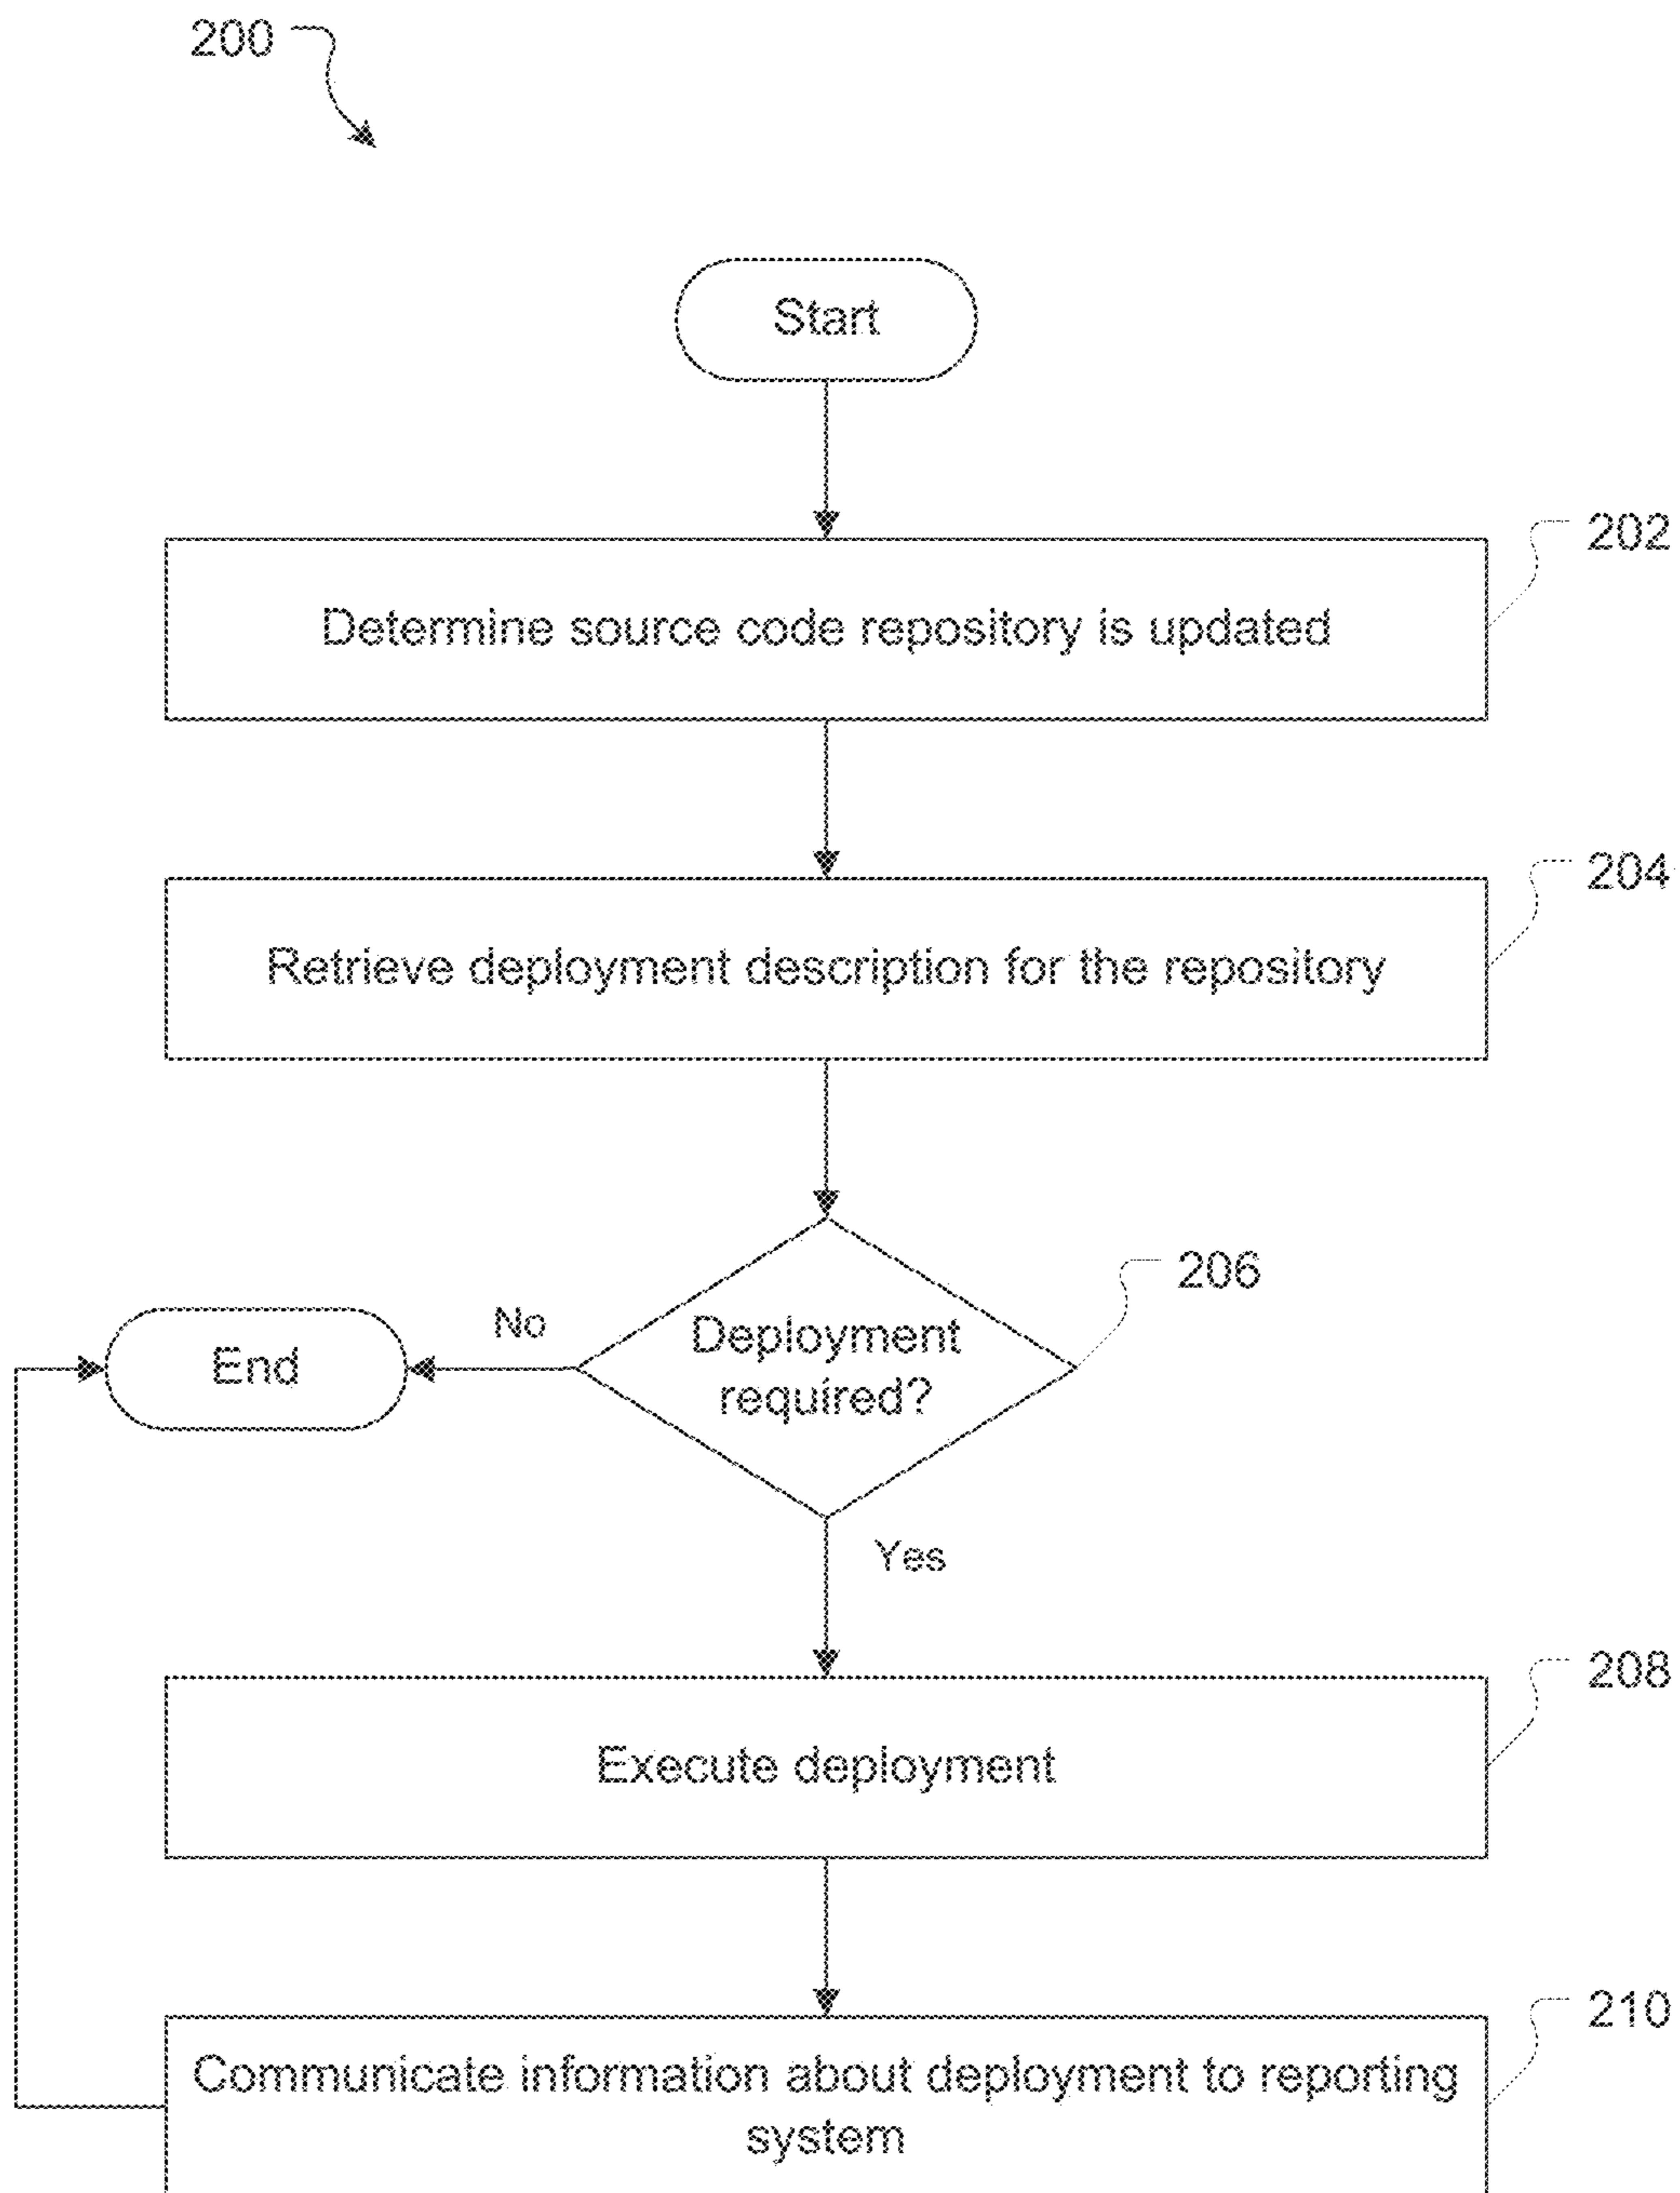 200
Start
202
Determine source code repository is updated
204
Retrieve deployment description for the repository
206
No
Deployment
required?
End
Yes
208
Execute deployment
210
Communicate information about deployment to reporting
system